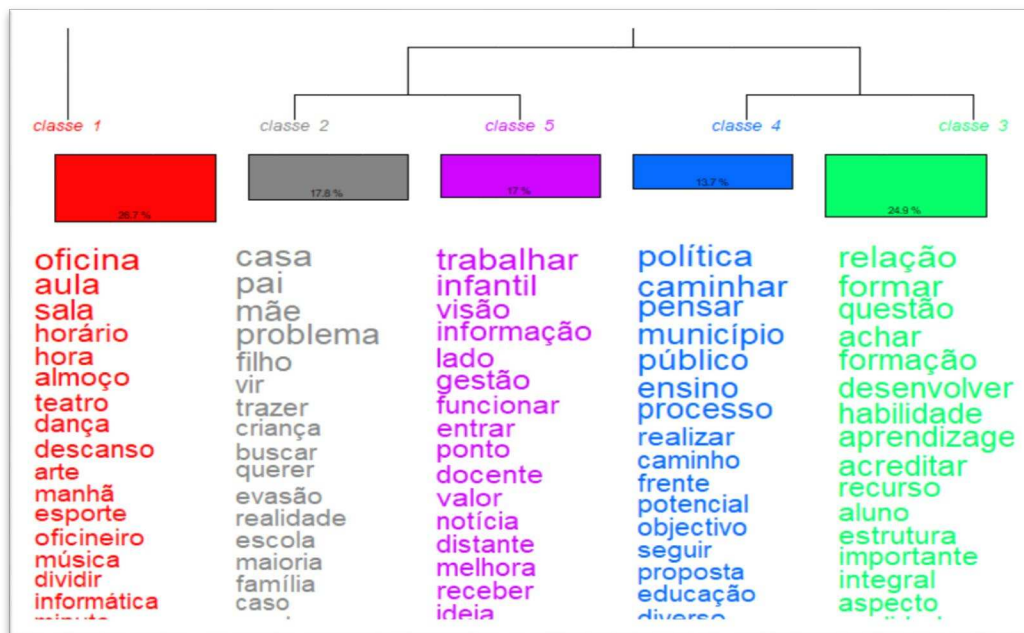 classe 1
classe 2
classe 5
classe 4
classe 3
26.7 %
17.8 %
17 %
13.7 %
24.9 %
oficina
aula
sala
horário
hora
almoço
teatro
dança
descanso
arte
manhã
esporte
oficineiro
música
dividir
informática
casa
pai
mãe
problema
filho
vir
trazer
criança
buscar
querer
evasão
realidade
escola
maioria
família
caso
trabalhar
infantil
visão
informação
lado
gestão
funcionar
entrar
ponto
docente
valor
notícia
distante
melhora
receber
ideia
política
caminhar
pensar
município
público
ensino
processo
realizar
caminho
frente
potencial
objectivo
seguir
proposta
educação
diverso
relação
formar
questão
achar
formação
desenvolver
habilidade
aprendizage
acreditar
recurso
aluno
estrutura
importante
integral
aspecto